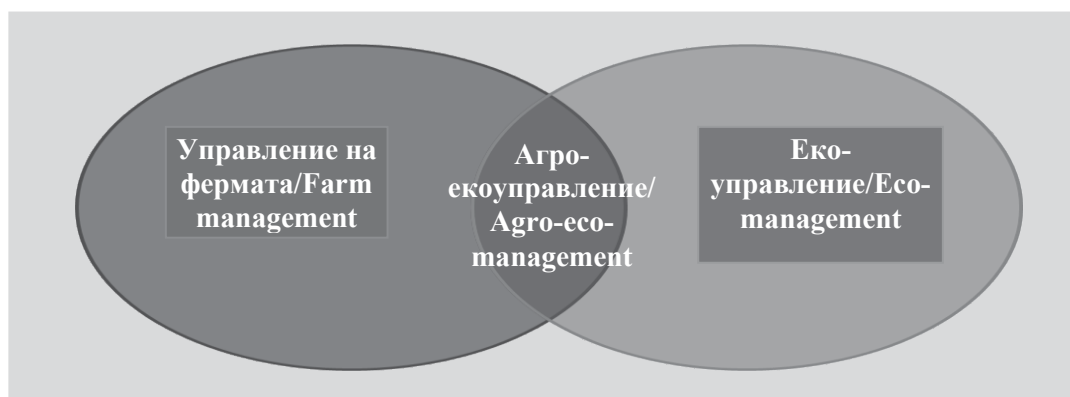 Управление на
фермата/Farm
management
Агро-
екоуправление/
Agro-eco-
management
Еко-
управление/Eco-
management